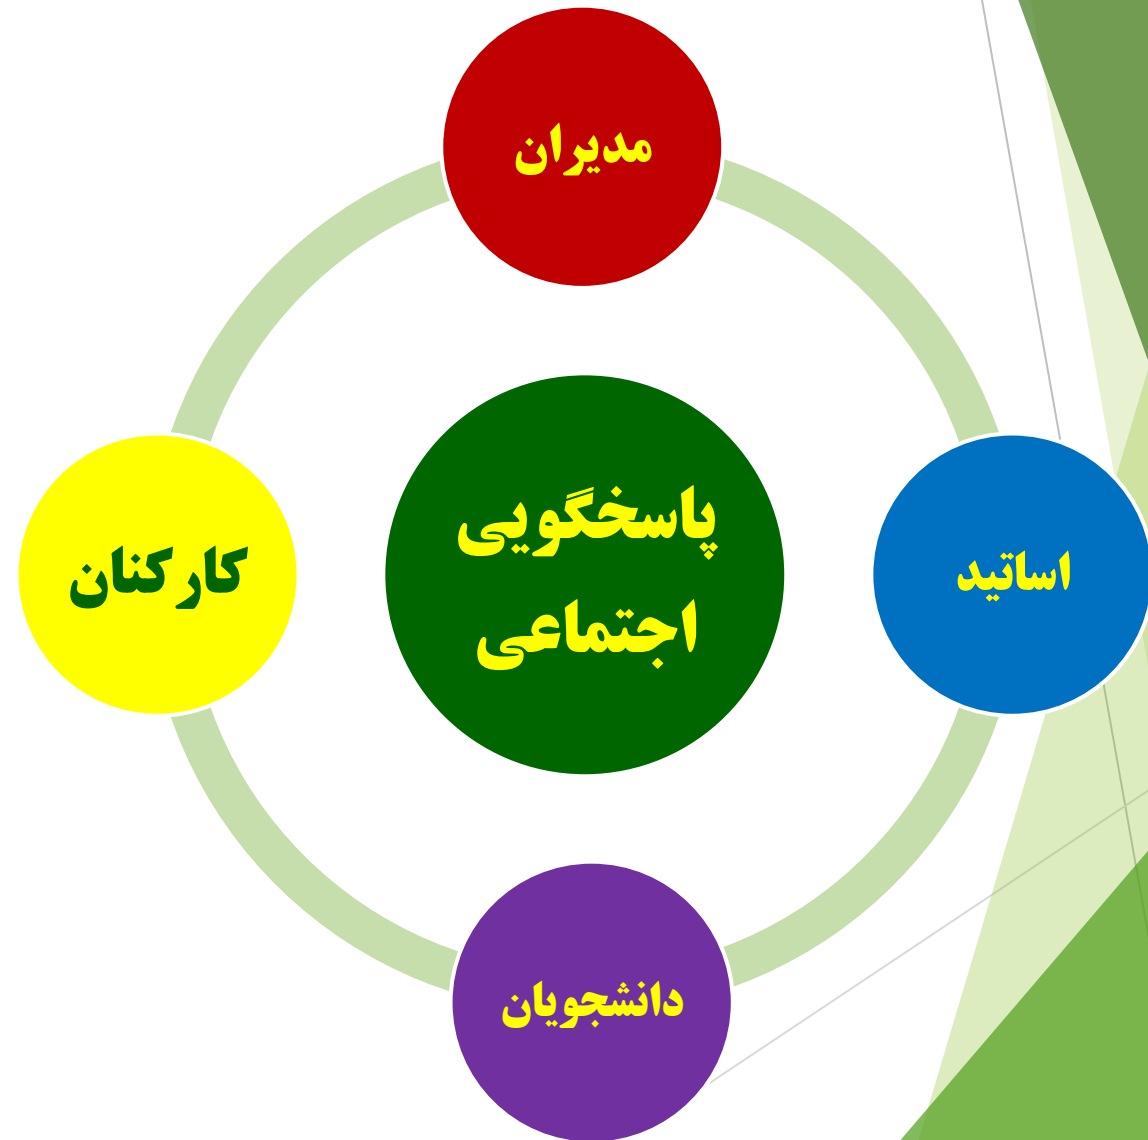 مدیران
پاسخگویی
اجتماعی
اساتید
کارکنان
دانشجویان